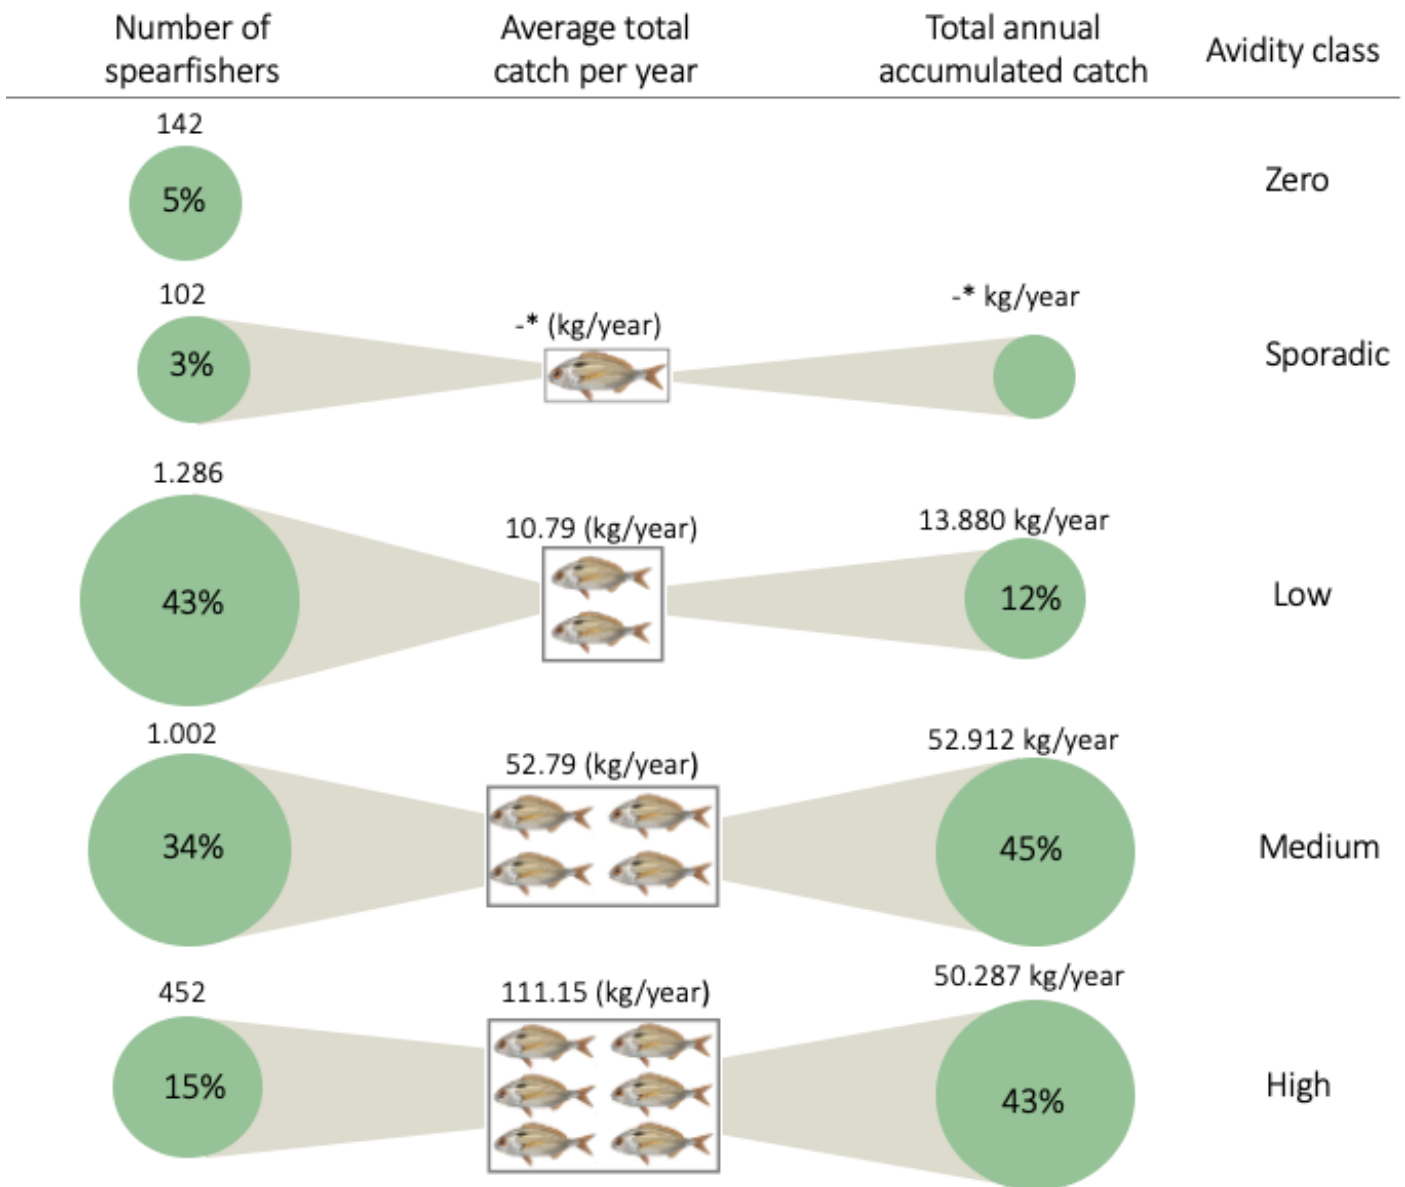 Number of
spearfishers
Average total
catch per year
Total annual
accumulated catch
Avidity class
142
5%
Zero
102
3%
-* (kg/year)
-* kg/year
Sporadic
1.286
43%
10.79 (kg/year)
13.880 kg/year
12%
Low
1.002
34%
52.79 (kg/year)
52.912 kg/year
45%
Medium
452
15%
111.15 (kg/year)
50.287 kg/year
43%
High